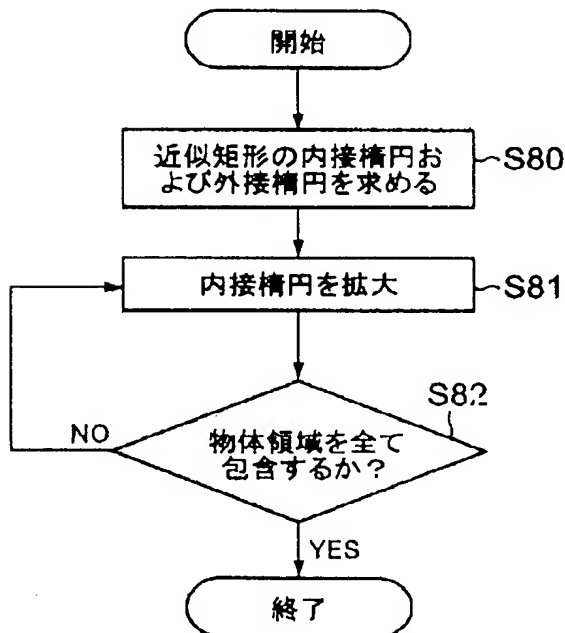 開始
近似矩形の内接楕円お
よび外接楕円を求める
S80
内接楕円を拡大
S81
S82
物体領域を全て
包含するか？
NO
YES
終了